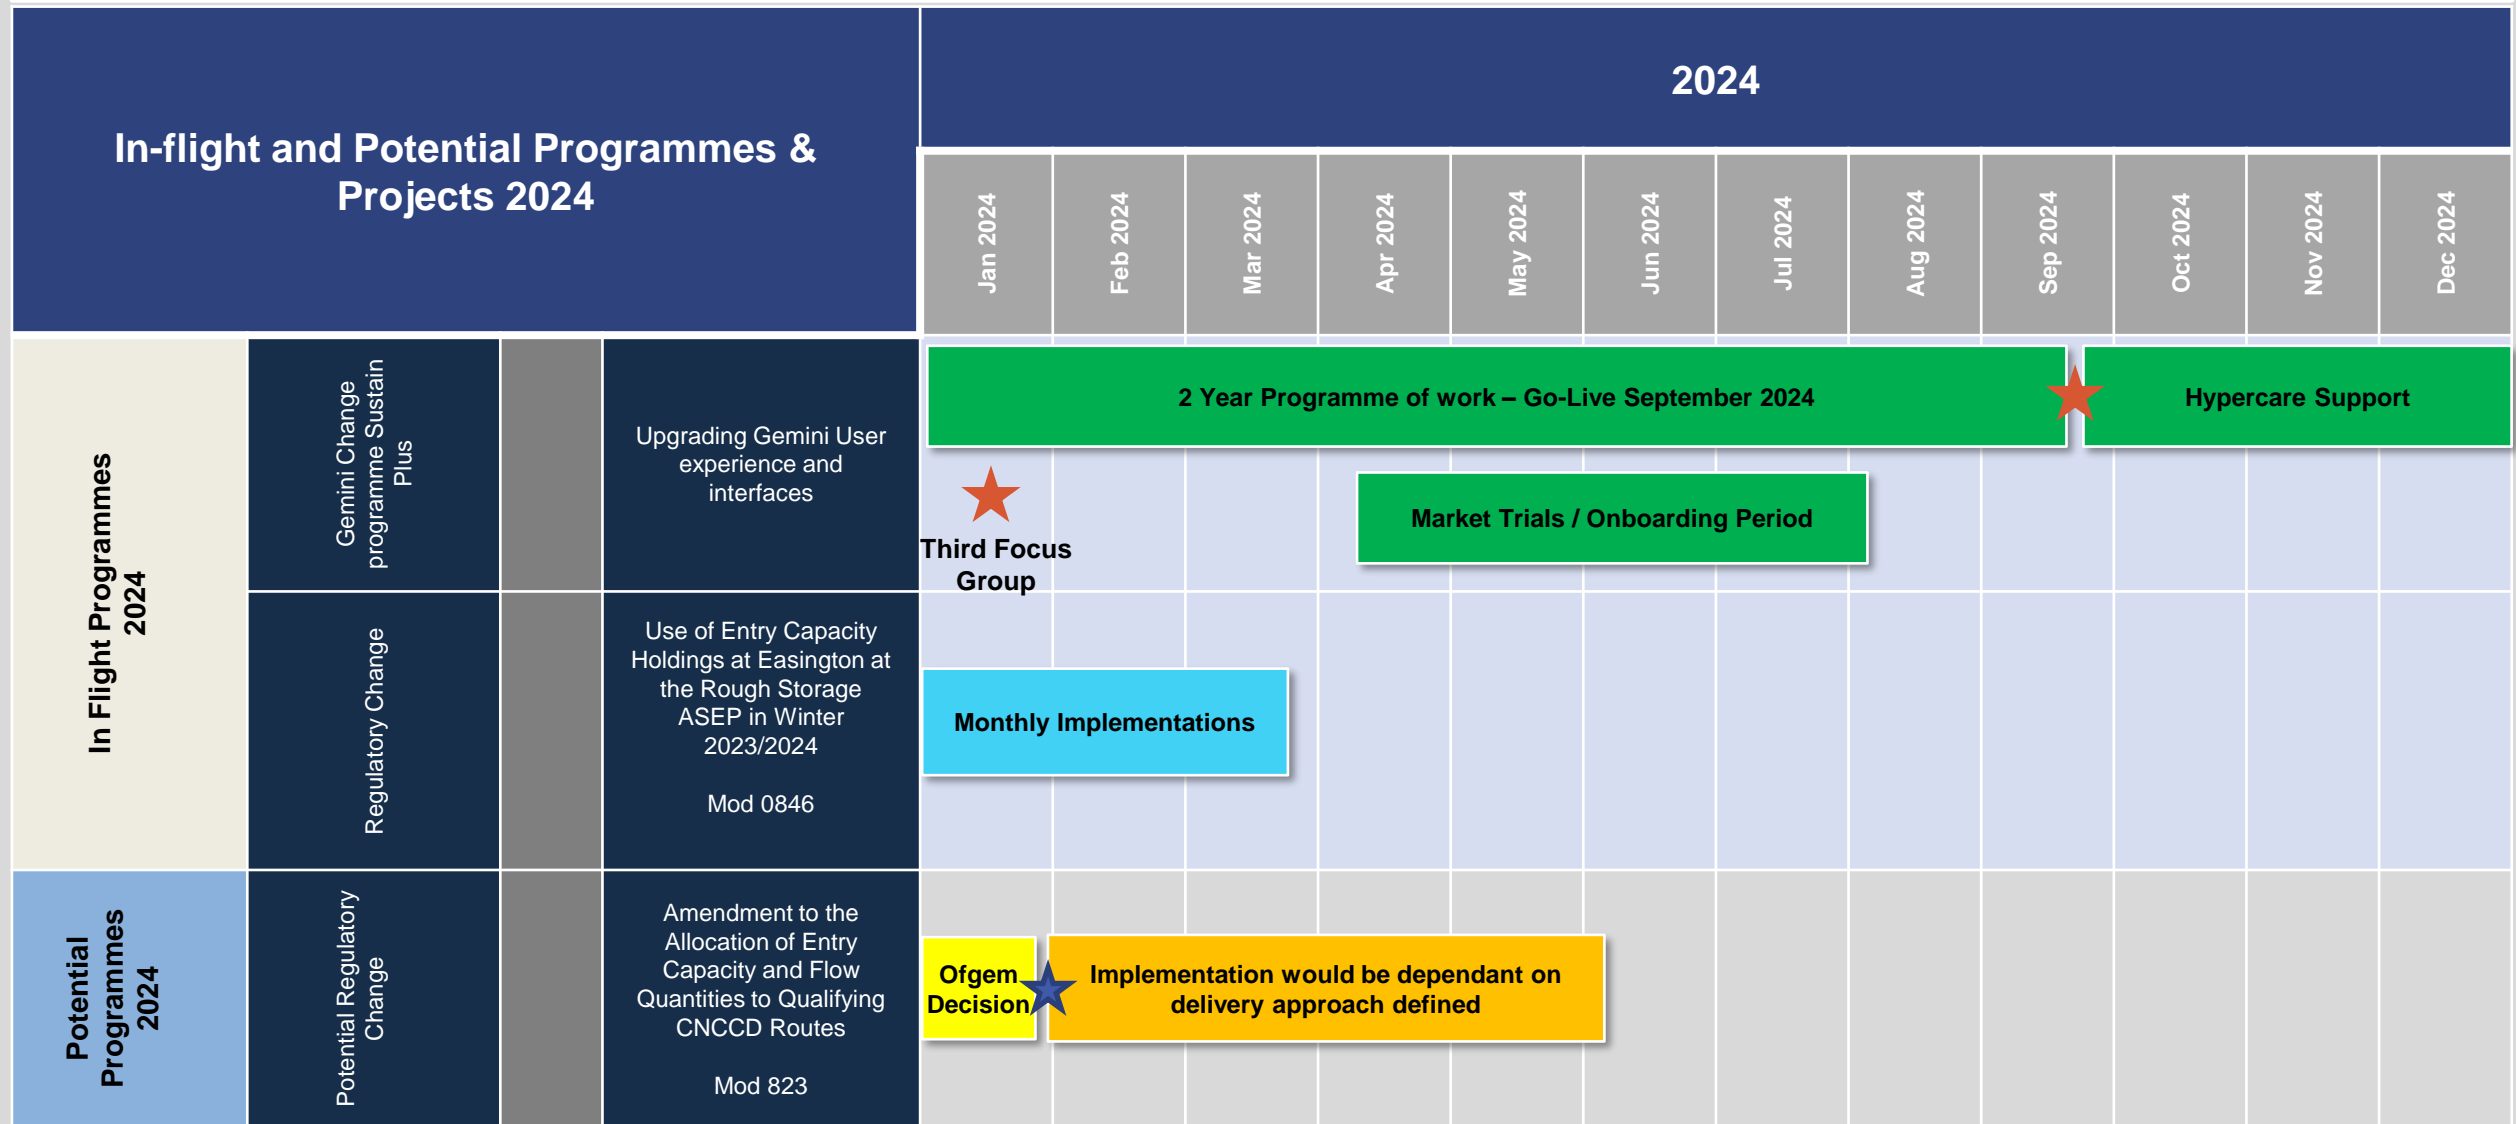 In-flight and Potential Programmes &
Projects 2024
2024
Jan 2024
Feb 2024
Mar 2024
Apr 2024
May 2024
Jun 2024
Jul 2024
Aug 2024
Sep 2024
Oct 2024
Nov 2024
Dec 2024
In Flight Programmes
2024
Gemini Change
programme Sustain
Plus
Upgrading Gemini User
experience and
interfaces
2 Year Programme of work – Go-Live September 2024
Hypercare Support
Third Focus
Group
Market Trials / Onboarding Period
Regulatory Change
Use of Entry Capacity
Holdings at Easington at
the Rough Storage
ASEP in Winter
2023/2024
Mod 0846
Monthly Implementations
Potential
Programmes
2024
Potential Regulatory
Change
Amendment to the
Allocation of Entry
Capacity and Flow
Quantities to Qualifying
CNCCD Routes
Mod 823
Ofgem
Decision
Implementation would be dependant on
delivery approach defined